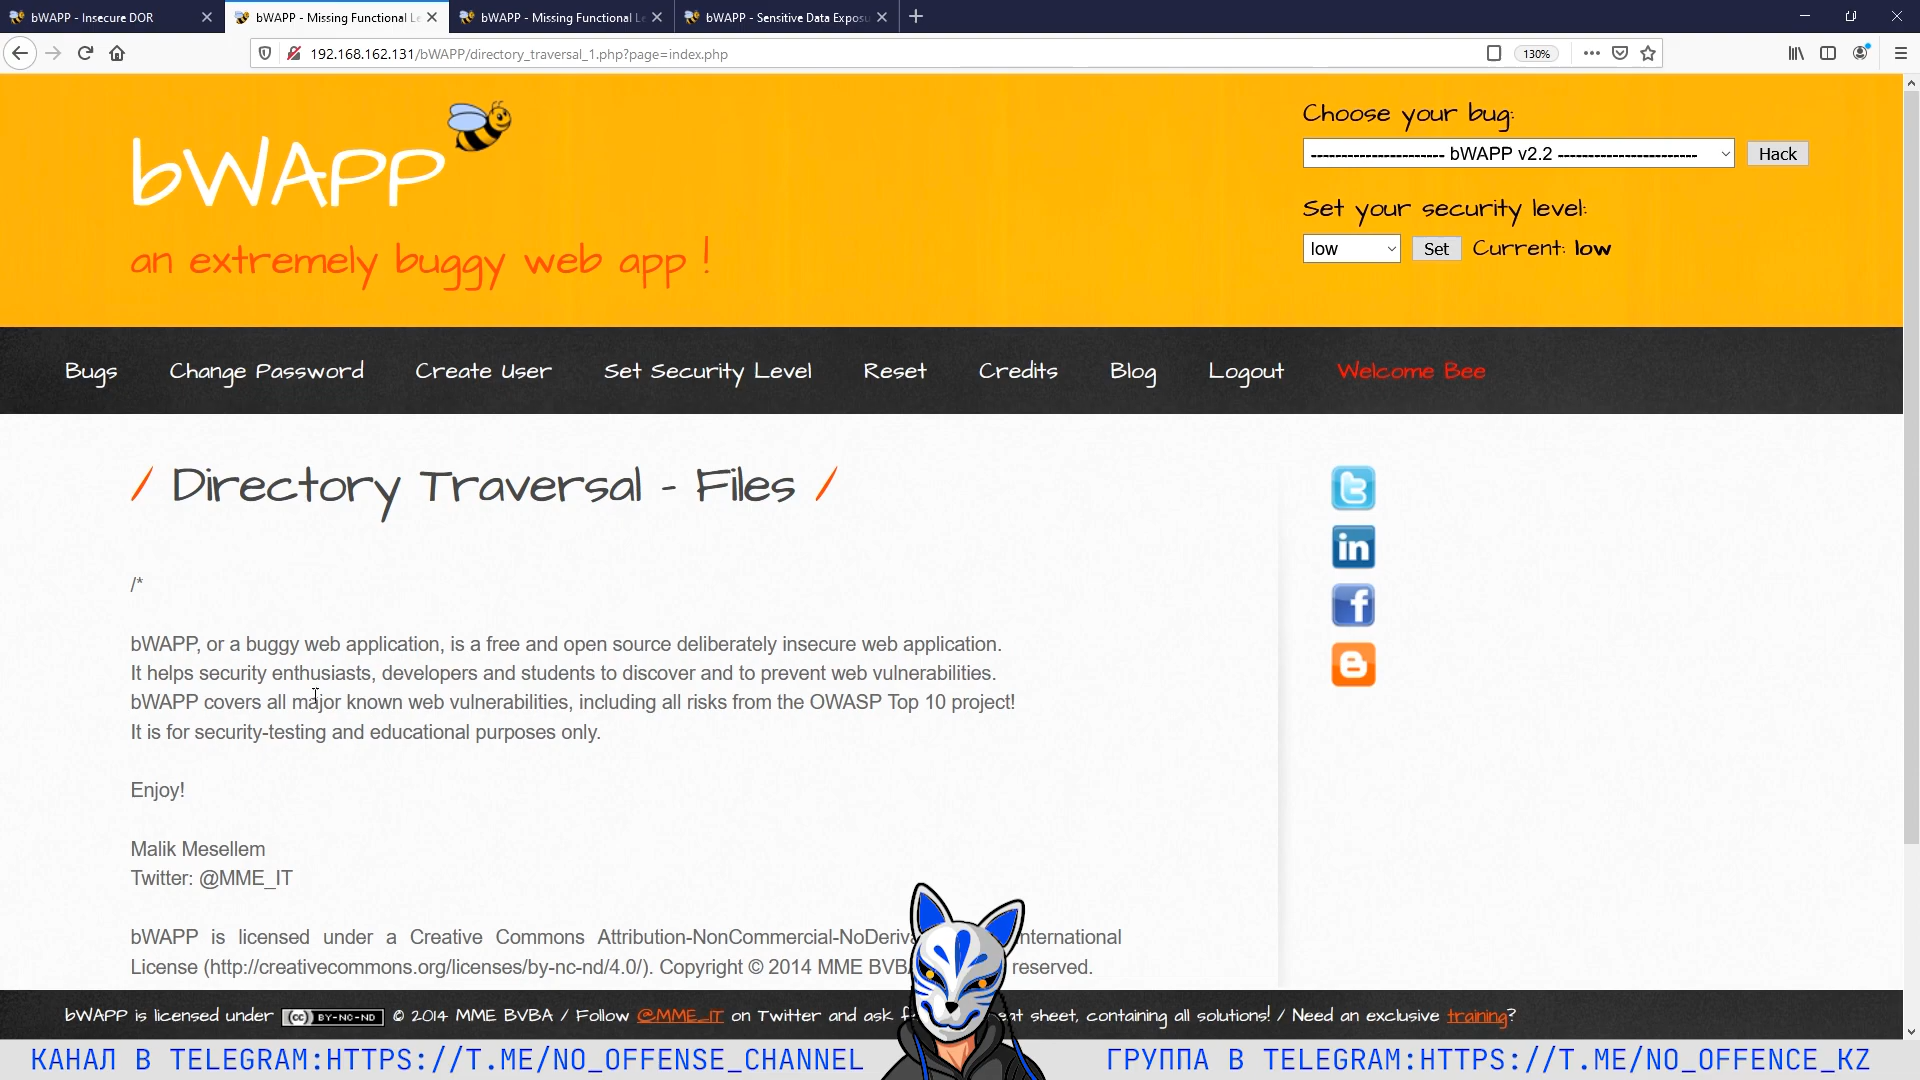 bWAPP - Insecure DOR
bWAPP - Missing Functional Le
bWAPP - Missing Functional Le
bWAPP - Sensitive Data Exposu
192.168.162.131/bWAPP/directory_traversal_1.php?page=index.php
130%
bWAPP
an extremely buggy web app !
Choose your bug:
---------------------- bWAPP v2.2 -----------------------
Hack
Set your security level:
low
Set
Current: low
Bugs
Change Password
Create User
Set Security Level
Reset
Credits
Blog
Logout
Welcome Bee
/ Directory Traversal - Files /
/*
bWAPP, or a buggy web application, is a free and open source deliberately insecure web application.
It helps security enthusiasts, developers and students to discover and to prevent web vulnerabilities.
bWAPP covers all major known web vulnerabilities, including all risks from the OWASP Top 10 project!
It is for security-testing and educational purposes only.
Enjoy!
Malik Mesellem
Twitter: @MME_IT
bWAPP is licensed under a Creative Commons Attribution-NonCommercial-NoDeriva nternational
License (http://creativecommons.org/licenses/by-nc-nd/4.0/). Copyright © 2014 MME BVB reserved.
bWAPP is licensed under (cc) BY-NC-ND © 2014 MME BVBA / Follow @MME_IT on Twitter and ask f eat sheet, containing all solutions! / Need an exclusive training?
КАНАЛ В TELEGRAM:HTTPS://T.ME/NO_OFFENSE_CHANNEL
ГРУППА В TELEGRAM:HTTPS://T.ME/NO_OFFENCE_KZ